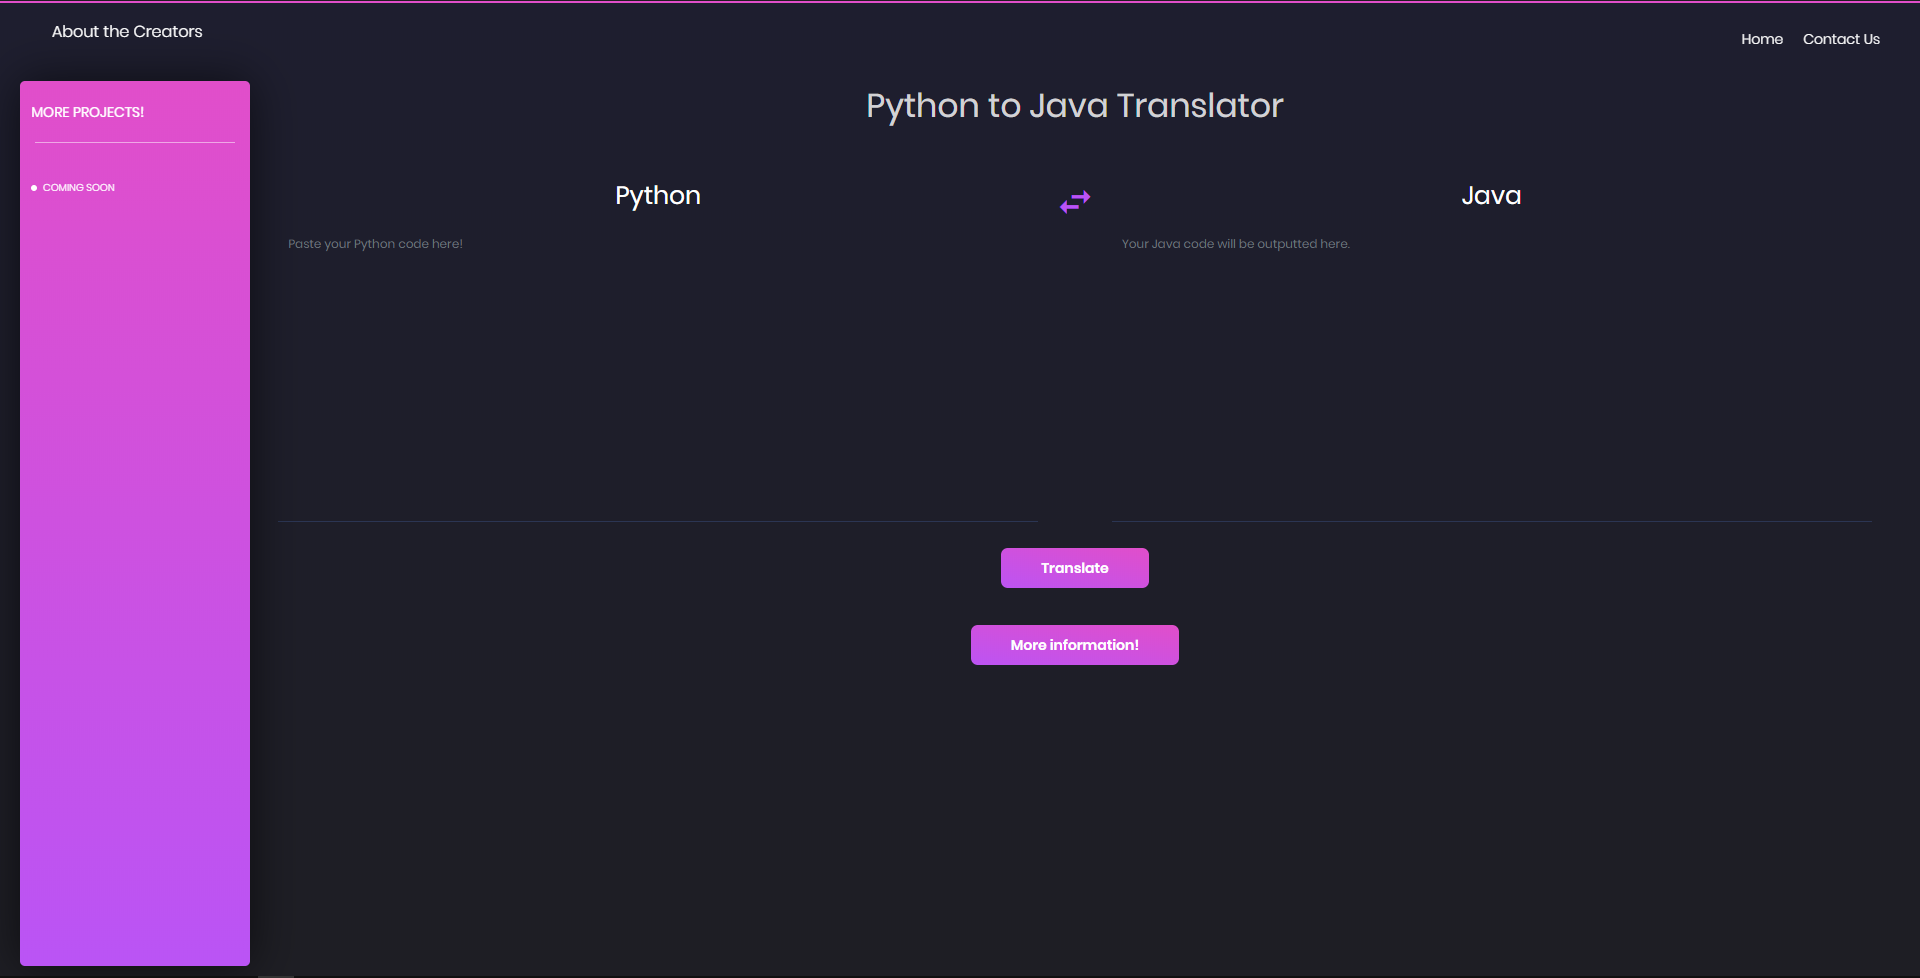 About the Creators
Home
Contact Us
MORE PROJECTS!
COMING SOON
Python to Java Translator
Python
Java
Paste your Python code here!
Your Java code will be outputted here.
Translate
More information!